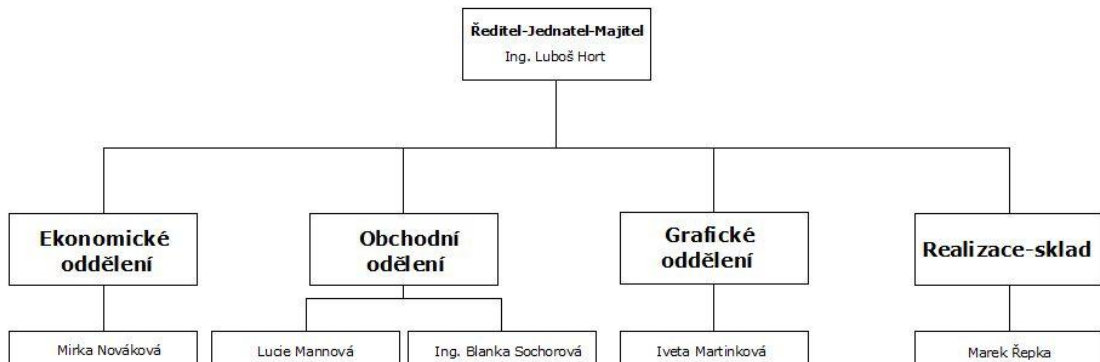 Ředitel-Jednatel-Majitel
Ing. Luboš Hort
Ekonomické
oddělení
Obchodní
odělení
Grafické
oddělení
Realizace-sklad
Mirka Nováková
Lucie Mannová
Ing. Blanka Sochorová
Iveta Martinková
Marek Řepka